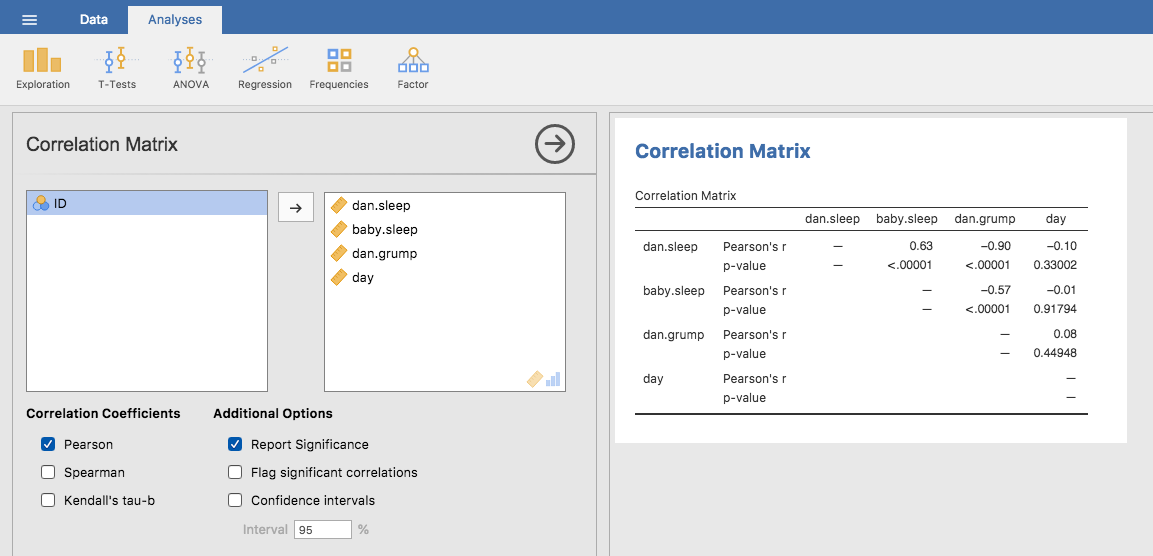 Data Analyses
Exploration T-Tests ANOVA Regression Frequencies Factor
Correlation Matrix
ID
dan.sleep
baby.sleep
dan.grump
day
Correlation Coefficients
Pearson
Spearman
Kendall's tau-b
Additional Options
Report Significance
Flag significant correlations
Confidence intervals
Interval 95 %
Correlation Matrix
Correlation Matrix
dan.sleep baby.sleep dan.grump day
dan.sleep Pearson's r — 0.63 −0.90 −0.10
p-value — <.00001 <.00001 0.33002
baby.sleep Pearson's r — −0.57 −0.01
p-value — <.00001 0.91794
dan.grump Pearson's r — 0.08
p-value — 0.44948
day Pearson's r —
p-value —